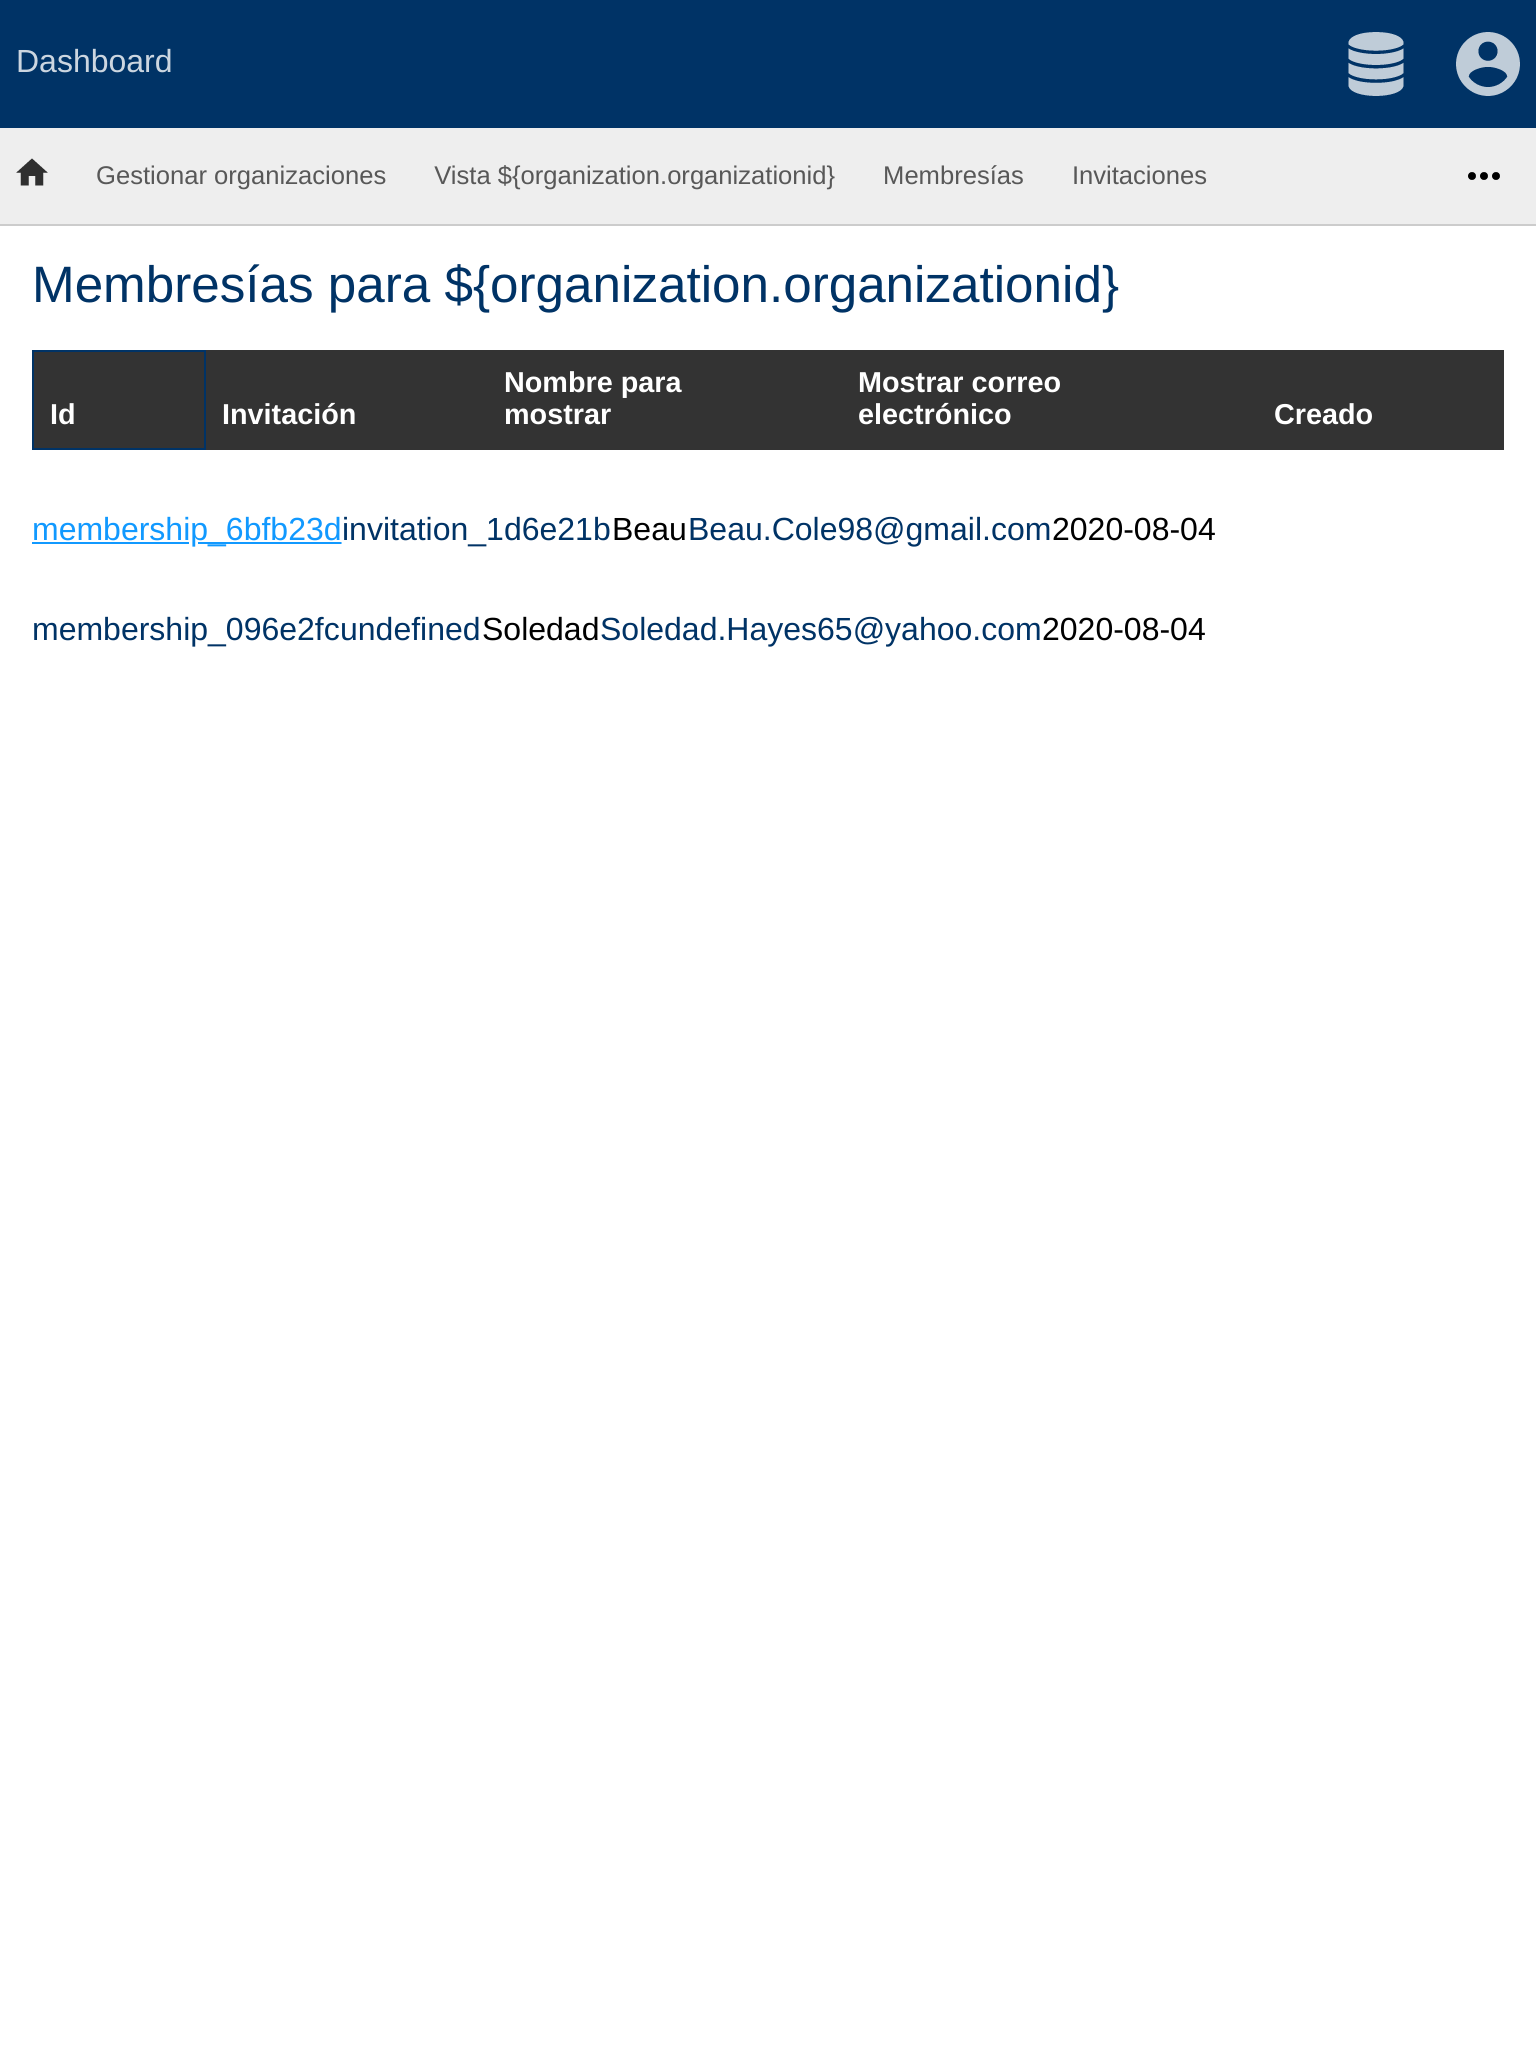 Dashboard
Gestionar organizaciones Vista ${organization.organizationid} Membresías Invitaciones
Membresías para ${organization.organizationid}
Id Invitación Nombre para mostrar Mostrar correo electrónico Creado
membership_6bfb23dinvitation_1d6e21bBeauBeau.Cole98@gmail.com2020-08-04
membership_096e2fcundefinedSoledadSoledad.Hayes65@yahoo.com2020-08-04